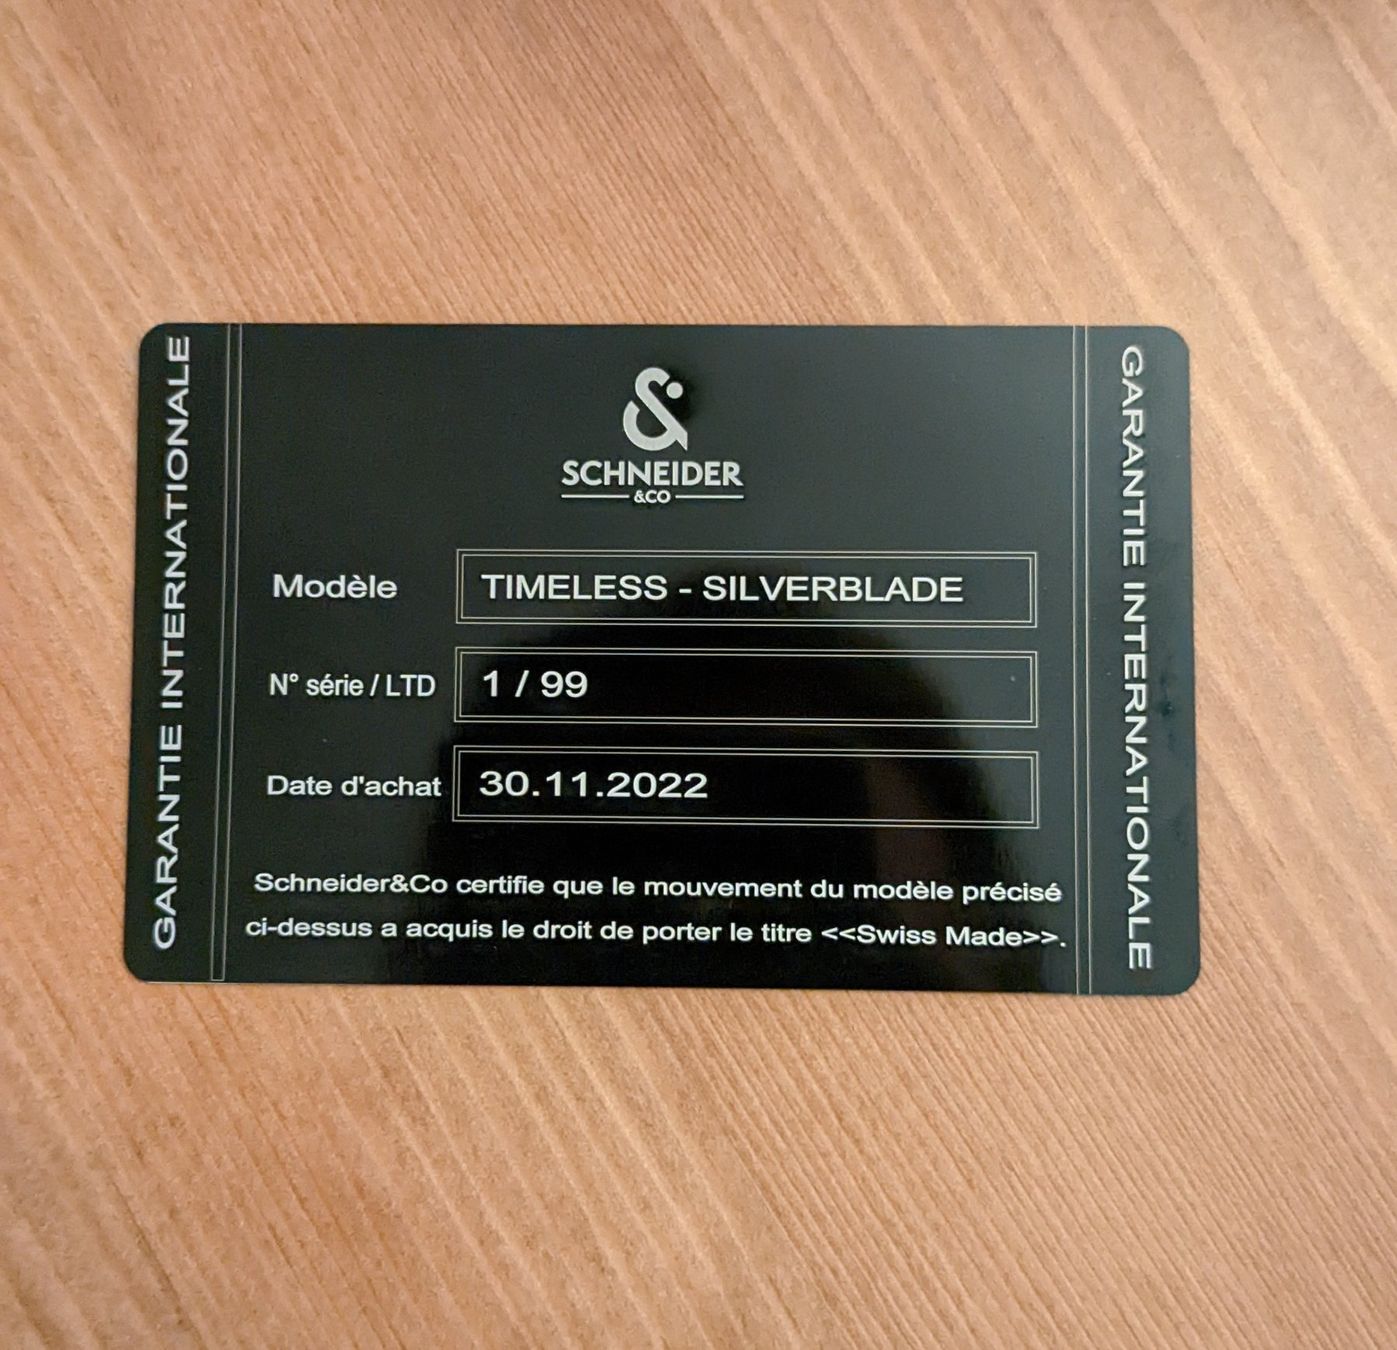 GARANTIE INTERNATIONALE
SCHNEIDER
&CO
Modèle TIMELESS - SILVERBLADE
N° série / LTD 1 / 99
Date d'achat 30.11.2022
Schneider&Co certifie que le mouvement du modèle précisé
ci-dessus a acquis le droit de porter le titre <<Swiss Made>>.
GARANTIE INTERNATIONALE